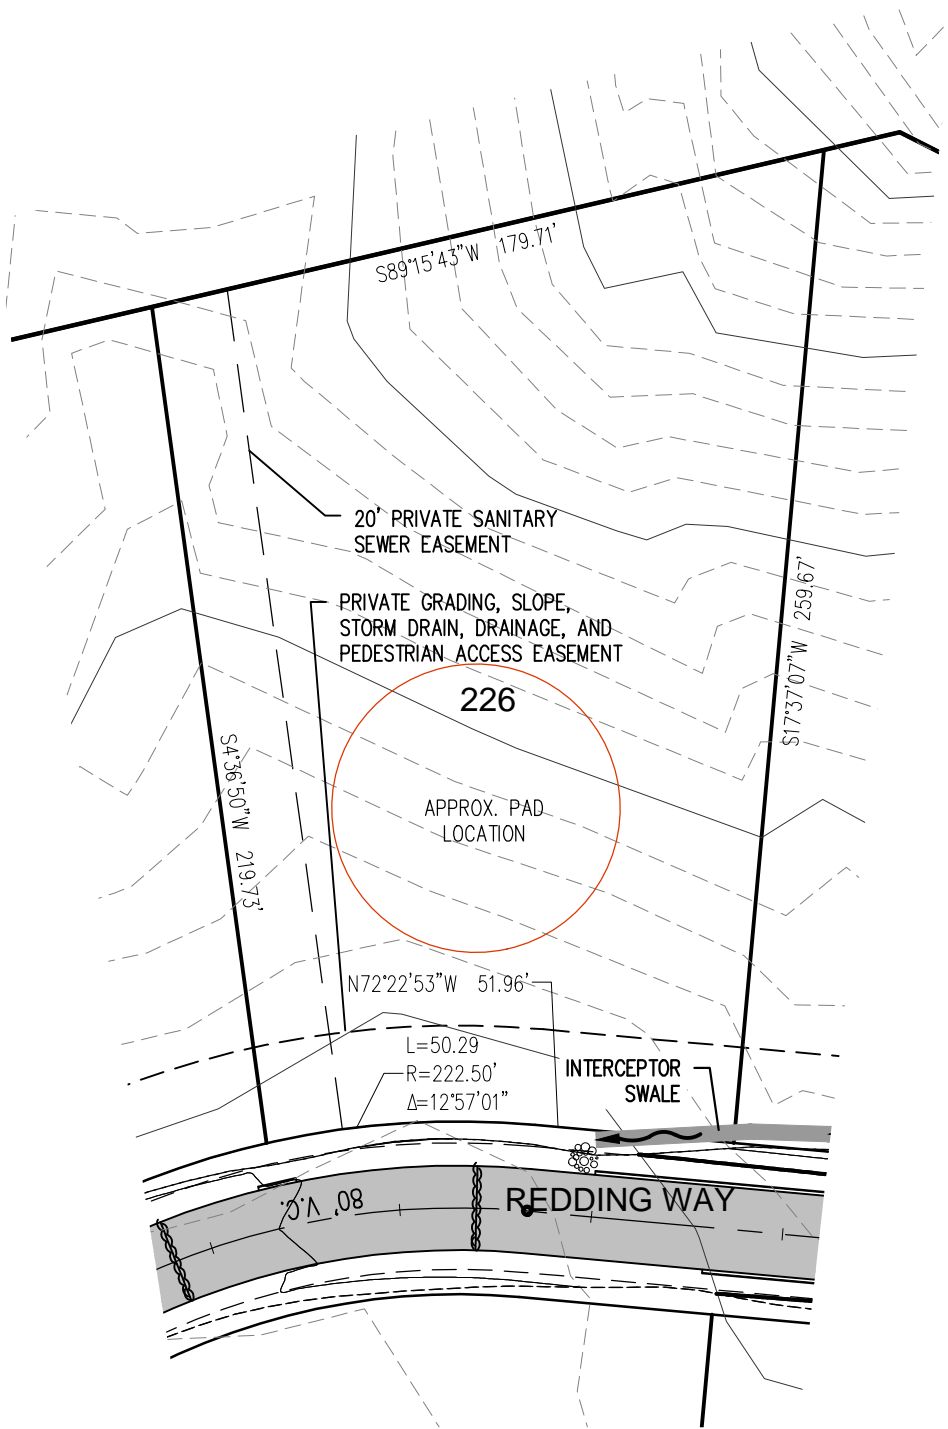 S89°15'43"W 179.71'
20' PRIVATE SANITARY
SEWER EASEMENT
PRIVATE GRADING, SLOPE,
STORM DRAIN, DRAINAGE, AND
PEDESTRIAN ACCESS EASEMENT
226
S17°37'07"W 259.67'
S4°36'50"W 219.73'
APPROX. PAD
LOCATION
N72°22'53"W 51.96'
L=50.29
R=222.50'
Δ=12°57'01"
INTERCEPTOR
SWALE
80' V.C.
REDDING WAY